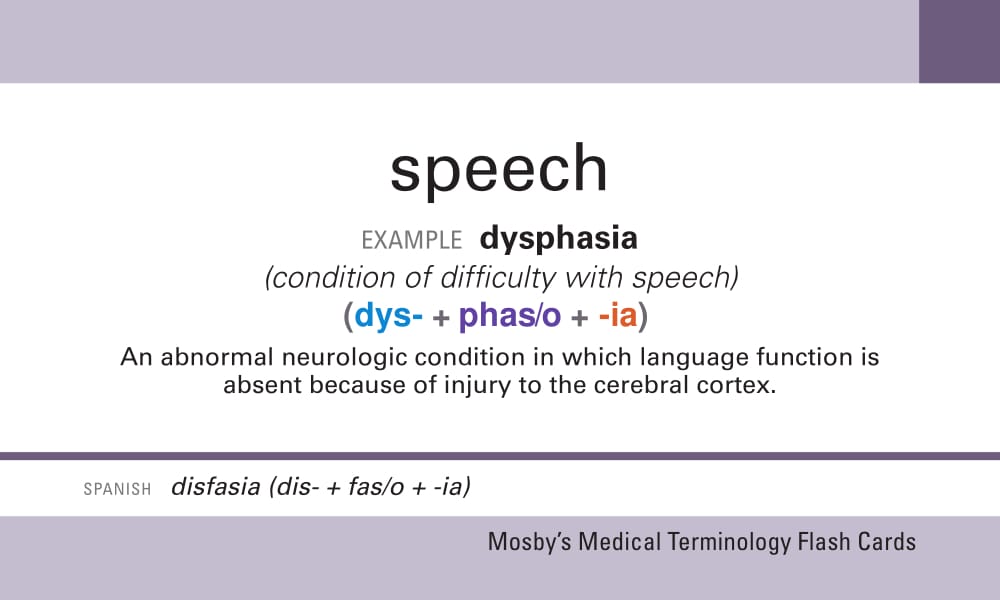 speech
EXAMPLE dysphasia
(condition of difficulty with speech)
(dys- + phas/o + -ia)
An abnormal neurologic condition in which language function is
absent because of injury to the cerebral cortex.
SPANISH disfasia (dis- + fas/o + -ia)
Mosby’s Medical Terminology Flash Cards